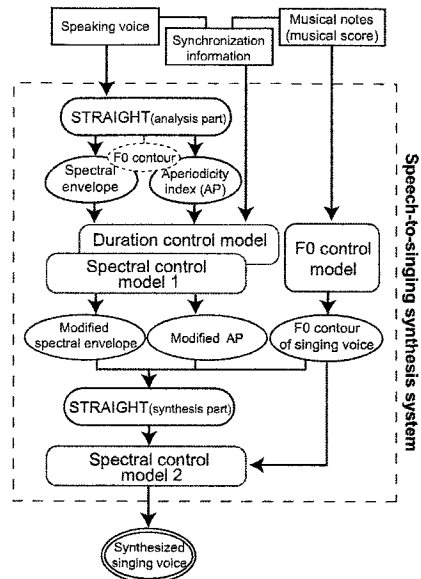 Speaking voice
Musical notes
(musical score)
Synchronization
information
STRAIGHT(analysis part)
F0 contour
Spectral
envelope
Aperiodicity
index (AP)
Duration control model
Spectral control
model 1
F0 control
model
Modified
spectral envelope
Modified AP
F0 contour
of singing voice
STRAIGHT(synthesis part)
Spectral control
model 2
Synthesized
singing voice
Speech-to-singing synthesis system